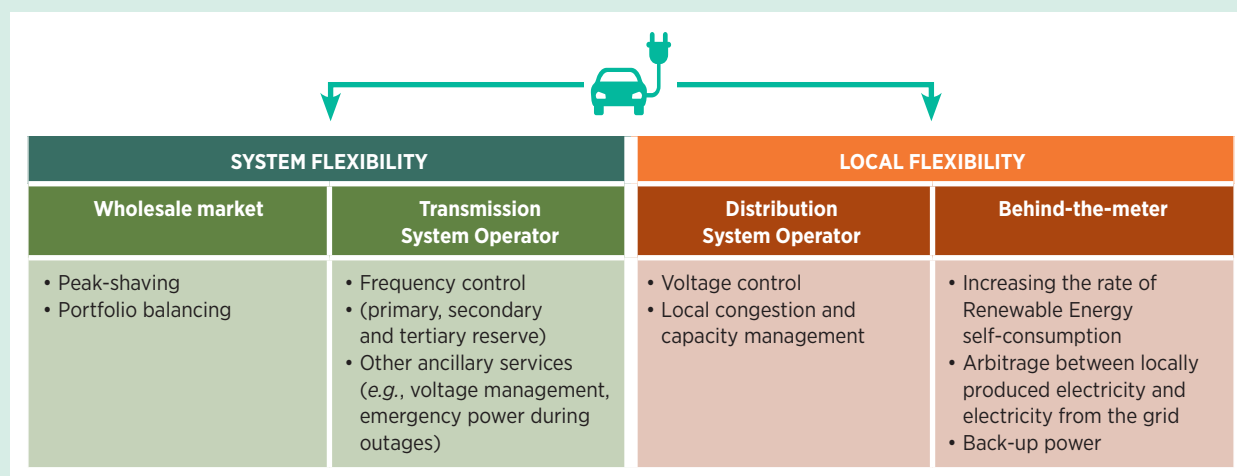 SYSTEM FLEXIBILITY
LOCAL FLEXIBILITY
Wholesale market
Transmission
System Operator
Distribution
System Operator
Behind-the-meter
• Peak-shaving
• Portfolio balancing
• Frequency control
• (primary, secondary
and tertiary reserve)
• Other ancillary services
(e.g., voltage management,
emergency power during
outages)
• Voltage control
• Local congestion and
capacity management
• Increasing the rate of
Renewable Energy
self-consumption
• Arbitrage between locally
produced electricity and
electricity from the grid
• Back-up power